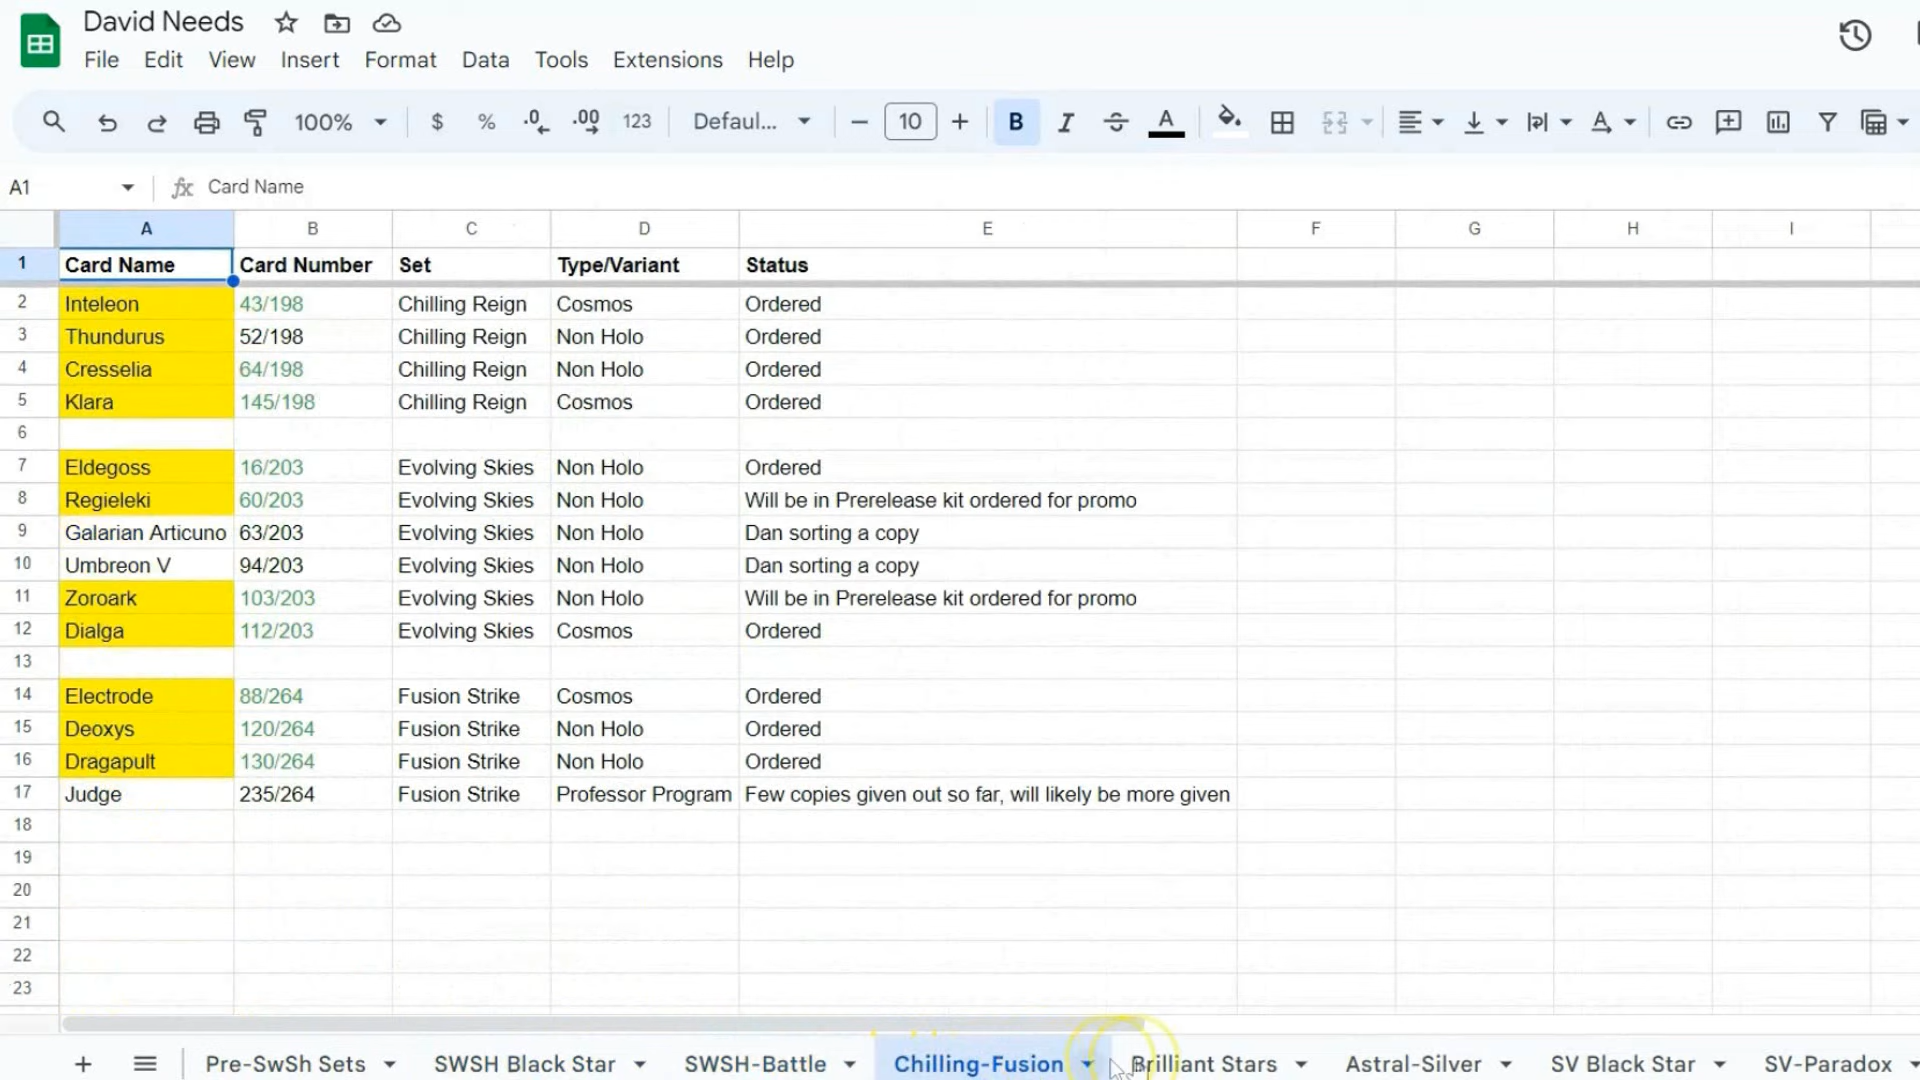 David Needs
File Edit View Insert Format Data Tools Extensions Help
100% $ % .0 .00 123 Defaul... 10 B I A
A1 fx Card Name
A B C D E F G H I
1 Card Name Card Number Set Type/Variant Status
2 Inteleon 43/198 Chilling Reign Cosmos Ordered
3 Thundurus 52/198 Chilling Reign Non Holo Ordered
4 Cresselia 64/198 Chilling Reign Non Holo Ordered
5 Klara 145/198 Chilling Reign Cosmos Ordered
6
7 Eldegoss 16/203 Evolving Skies Non Holo Ordered
8 Regieleki 60/203 Evolving Skies Non Holo Will be in Prerelease kit ordered for promo
9 Galarian Articuno 63/203 Evolving Skies Non Holo Dan sorting a copy
10 Umbreon V 94/203 Evolving Skies Non Holo Dan sorting a copy
11 Zoroark 103/203 Evolving Skies Non Holo Will be in Prerelease kit ordered for promo
12 Dialga 112/203 Evolving Skies Cosmos Ordered
13
14 Electrode 88/264 Fusion Strike Cosmos Ordered
15 Deoxys 120/264 Fusion Strike Non Holo Ordered
16 Dragapult 130/264 Fusion Strike Non Holo Ordered
17 Judge 235/264 Fusion Strike Professor Program Few copies given out so far, will likely be more given
18
19
20
21
22
23
+ Pre-SwSh Sets SWSH Black Star SWSH-Battle Chilling-Fusion Brilliant Stars Astral-Silver SV Black Star SV-Paradox